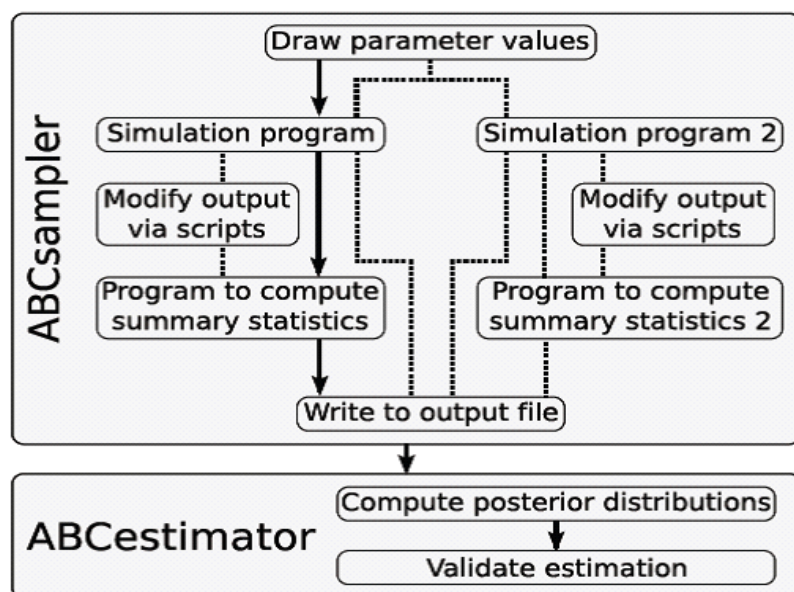 ABCsampler
Draw parameter values
Simulation program
Simulation program 2
Modify output
via scripts
Modify output
via scripts
Program to compute
summary statistics
Program to compute
summary statistics 2
Write to output file
ABCestimator
Compute posterior distributions
Validate estimation